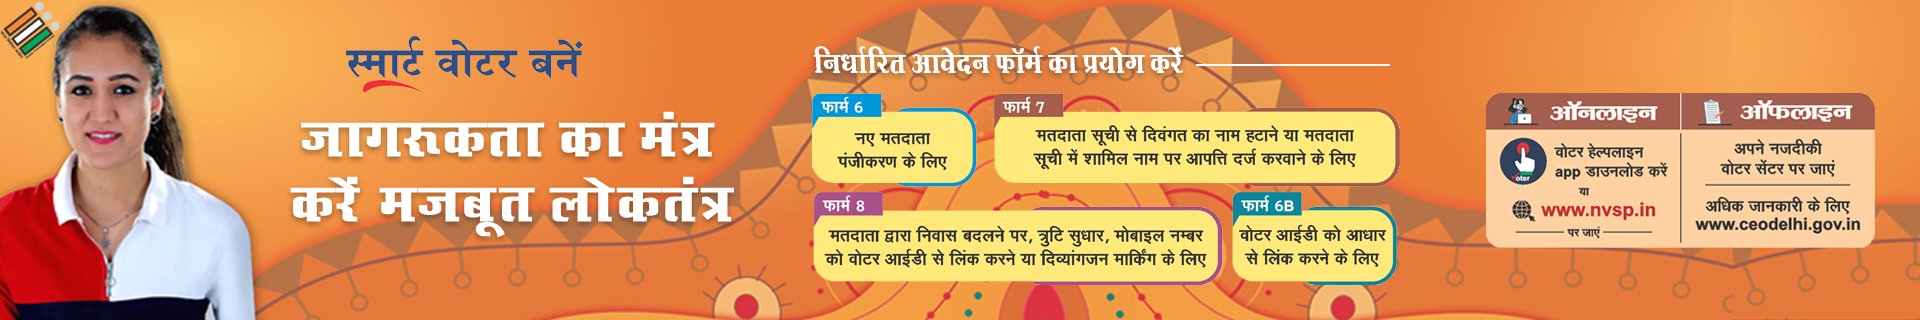 स्मार्ट वोटर बनें
जागरूकता का मंत्र
करें मजबूत लोकतंत्र
निर्धारित आवेदन फॉर्म का प्रयोग करें
फार्म 6
नए मतदाता
पंजीकरण के लिए
फार्म 7
मतदाता सूची से दिवंगत का नाम हटाने या मतदाता
सूची में शामिल नाम पर आपत्ति दर्ज करवाने के लिए
फार्म 8
मतदाता द्वारा निवास बदलने पर, त्रुटि सुधार, मोबाइल नम्बर
को वोटर आईडी से लिंक करने या दिव्यांगजन मार्किंग के लिए
फार्म 6B
वोटर आईडी को आधार
से लिंक करने के लिए
ऑनलाइन
वोटर हेल्पलाइन
app डाउनलोड करें
या
www.nvsp.in
पर जाएं
ऑफलाइन
अपने नजदीकी
वोटर सेंटर पर जाएं
अधिक जानकारी के लिए
www.ceodelhi.gov.in